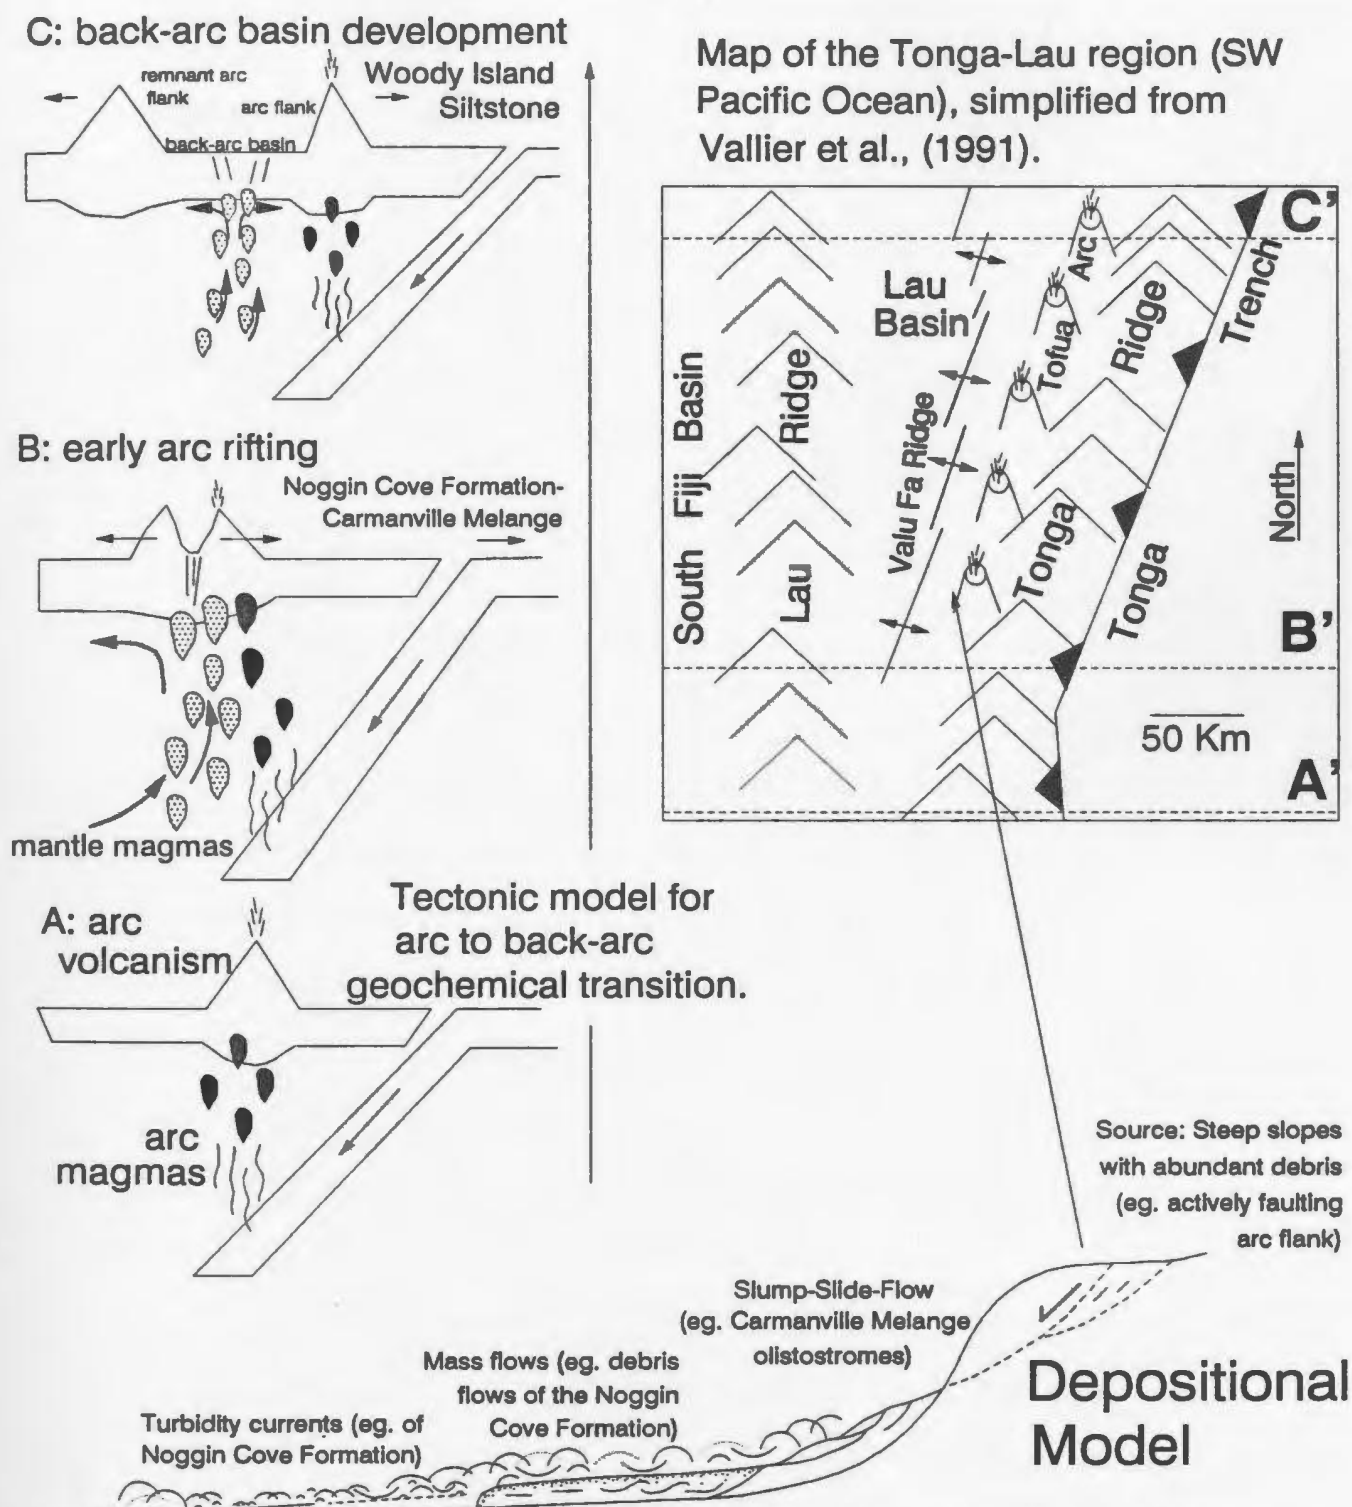 C: back-arc basin development
remnant arc
flank
arc flank
Woody Island
Siltstone
back-arc basin
B: early arc rifting
Noggin Cove Formation-
Carmanville Melange
mantle magmas
A: arc
volcanism
arc
magmas
Tectonic model for
arc to back-arc
geochemical transition.
Map of the Tonga-Lau region (SW
Pacific Ocean), simplified from
Vallier et al., (1991).
South Fiji Basin
Lau Ridge
Lau
Basin
Valu Fa Ridge
Tofua Arc
Tonga Ridge
Tonga Trench
North
50 Km
C'
B'
A'
Source: Steep slopes
with abundant debris
(eg. actively faulting
arc flank)
Slump-Slide-Flow
(eg. Carmanville Melange
olistostromes)
Mass flows (eg. debris
flows of the Noggin
Cove Formation)
Turbidity currents (eg. of
Noggin Cove Formation)
Depositional
Model